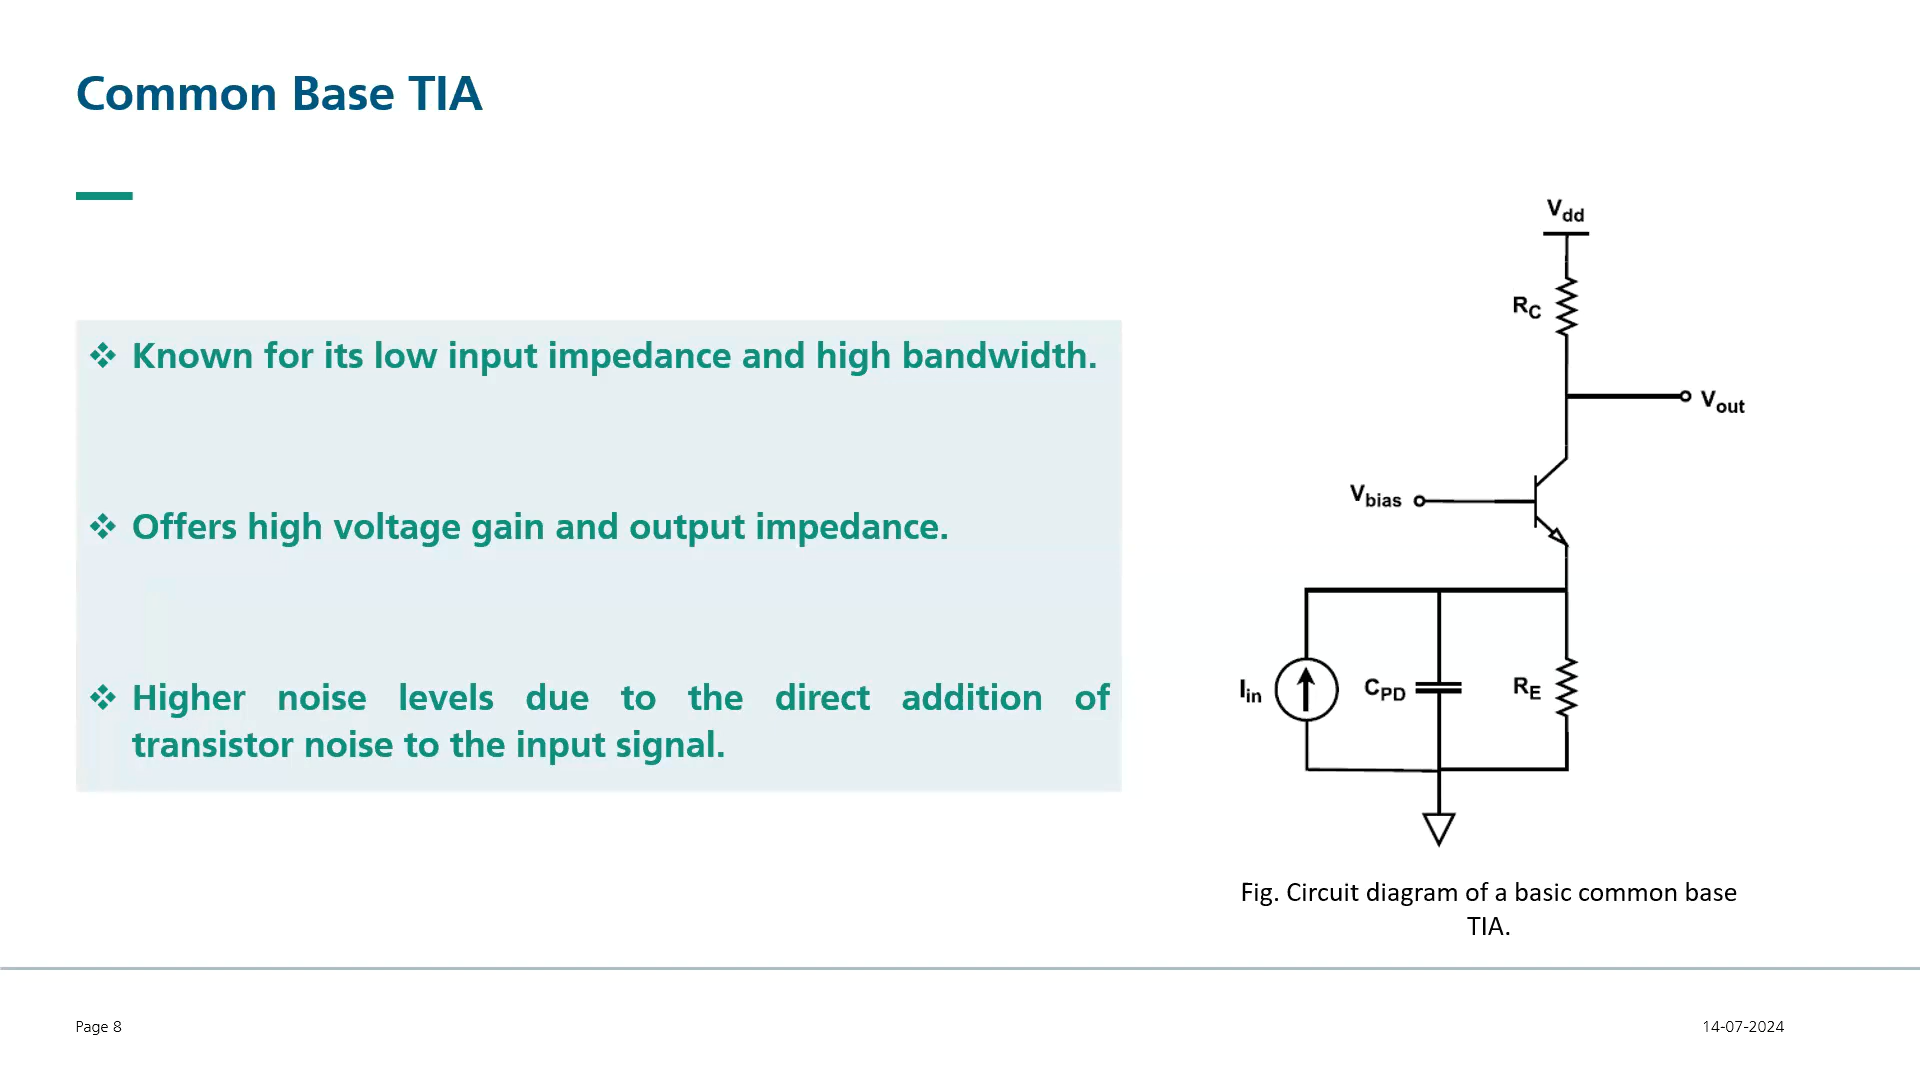 Common Base TIA
❖ Known for its low input impedance and high bandwidth.
❖ Offers high voltage gain and output impedance.
❖ Higher noise levels due to the direct addition of
transistor noise to the input signal.
Vdd
RC
Vout
Vbias
Iin
CPD
RE
Fig. Circuit diagram of a basic common base
TIA.
Page 8
14-07-2024